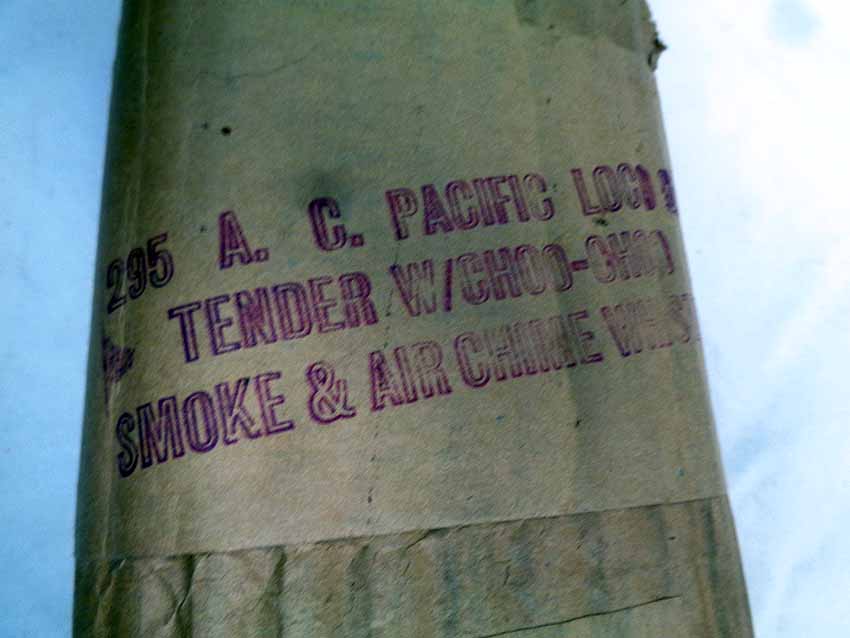 295 A. C. PACIFIC LOCO
& TENDER W/CHOO-CHOO
SMOKE & AIR CHIME